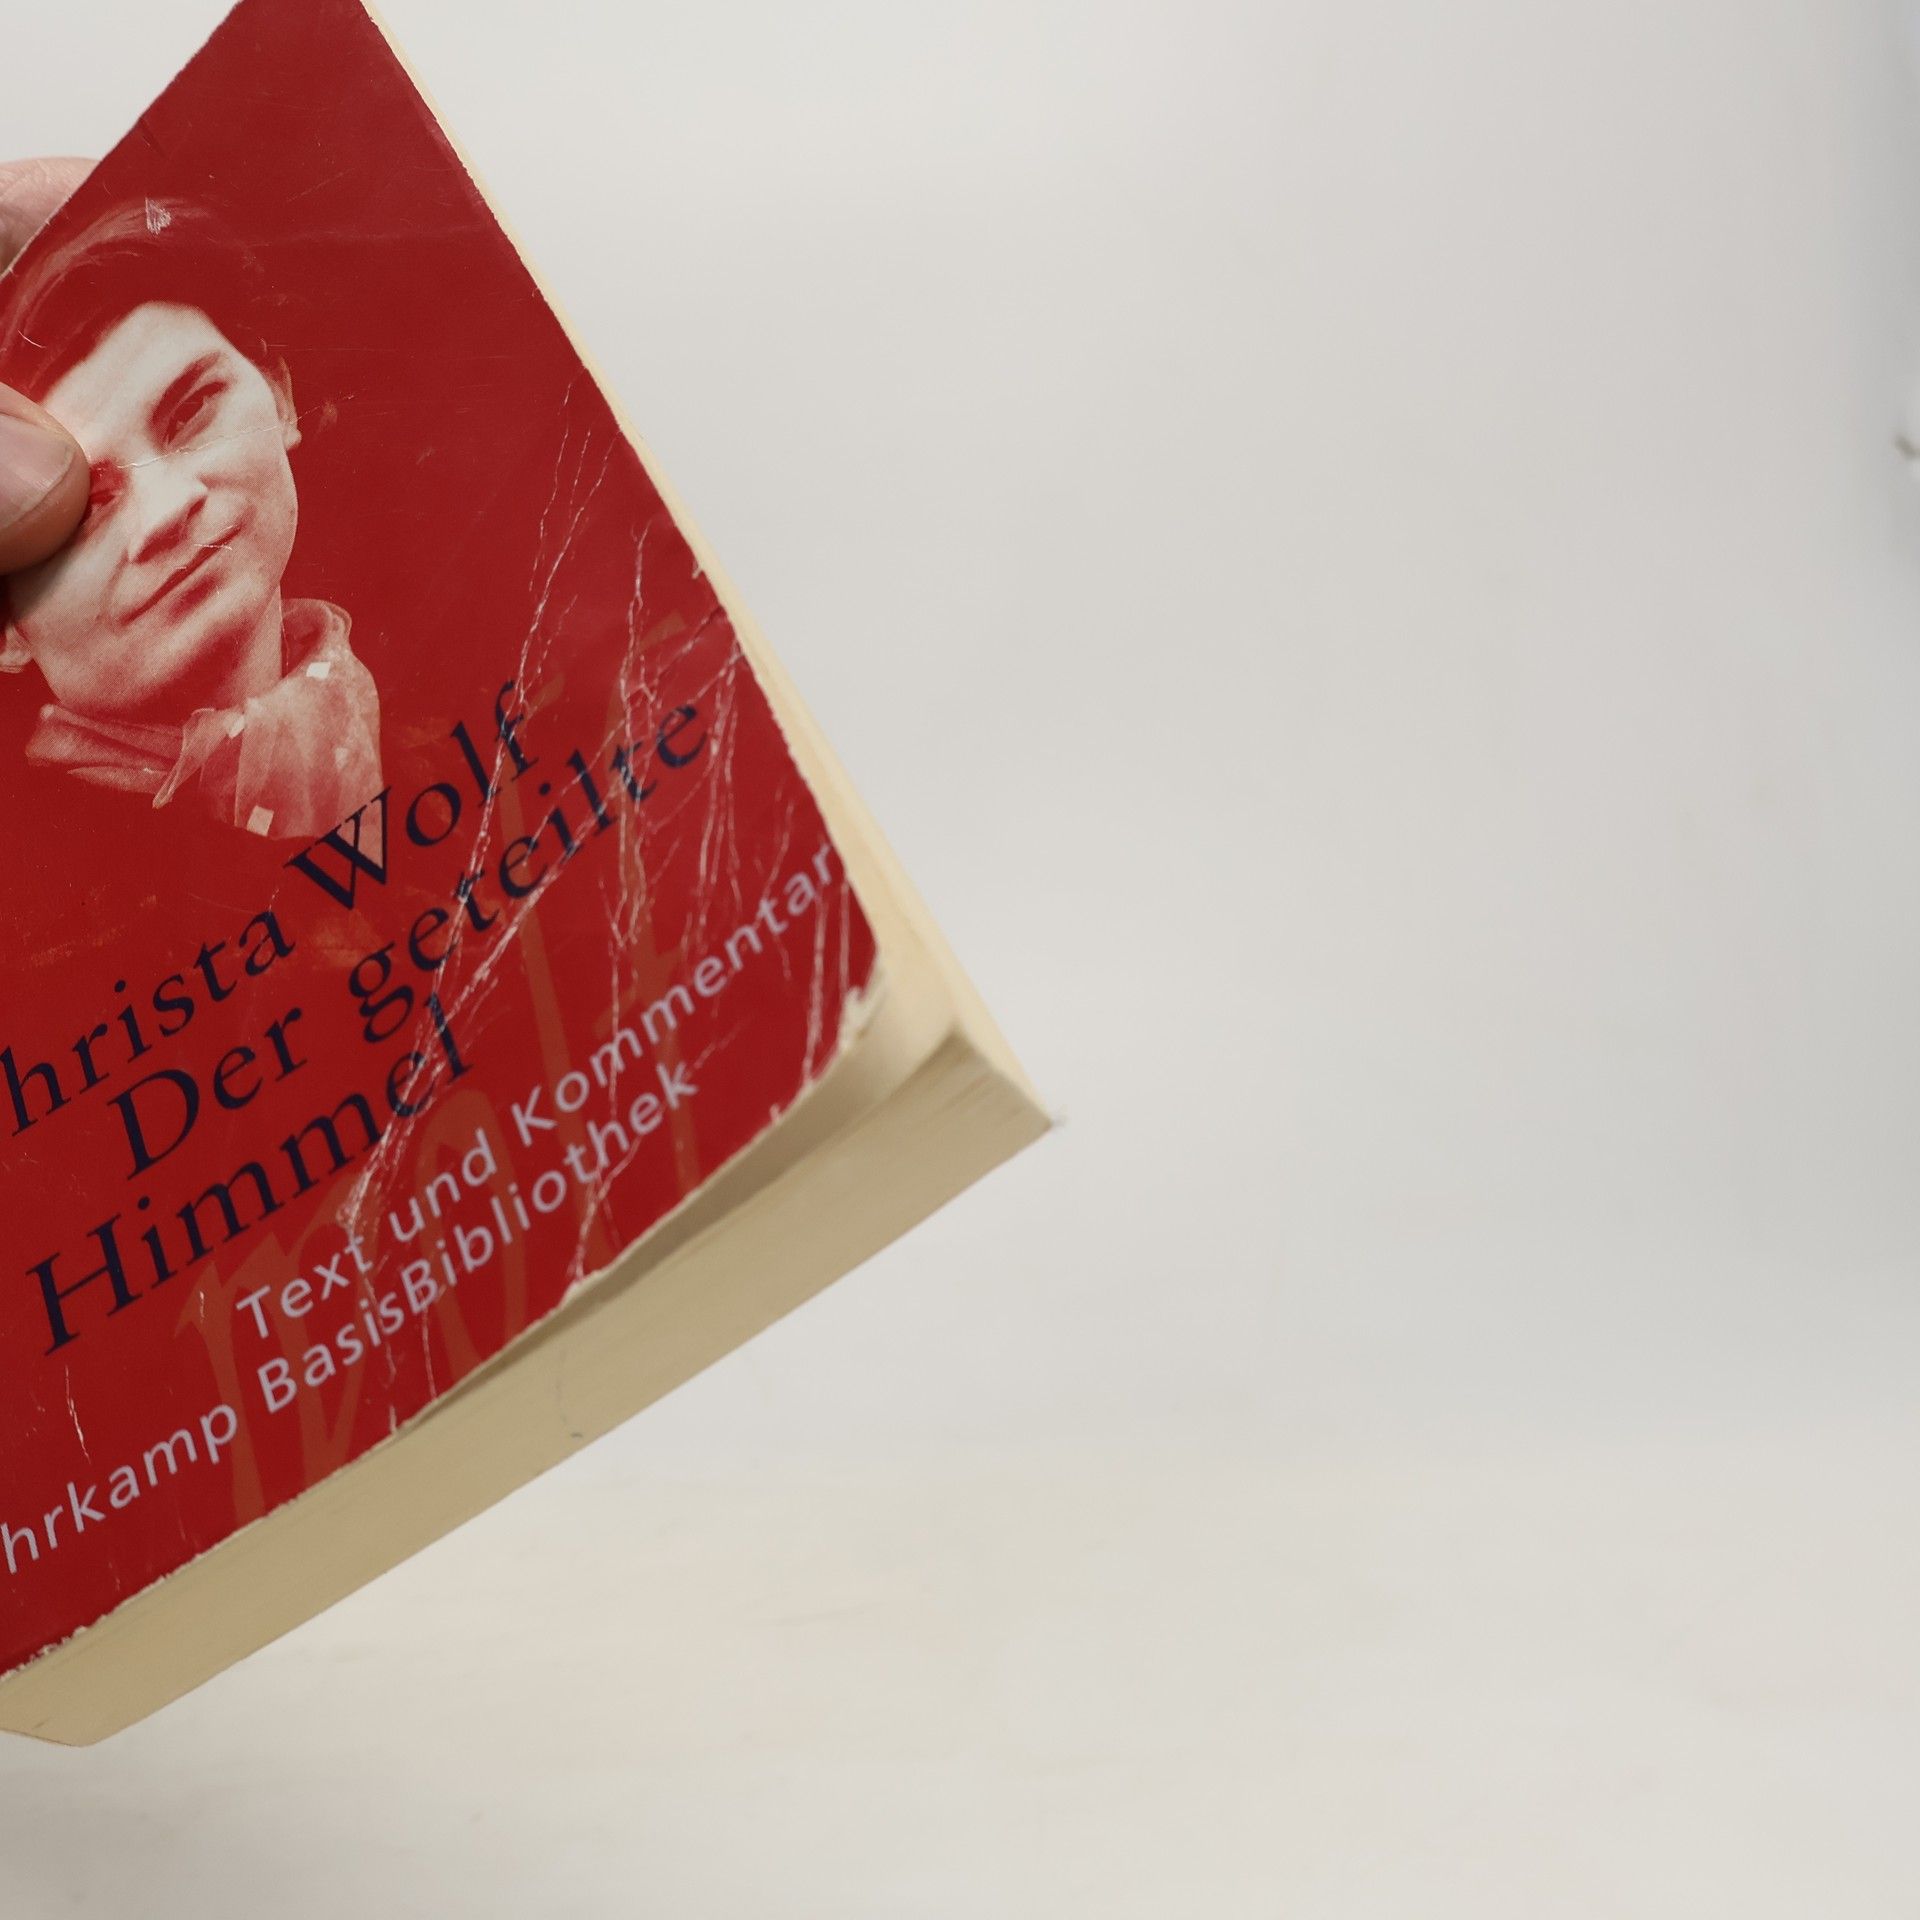 hrista Wolf
Der geteilte
Himmel
Text und Kommentar
hrkamp BasisBibliothek